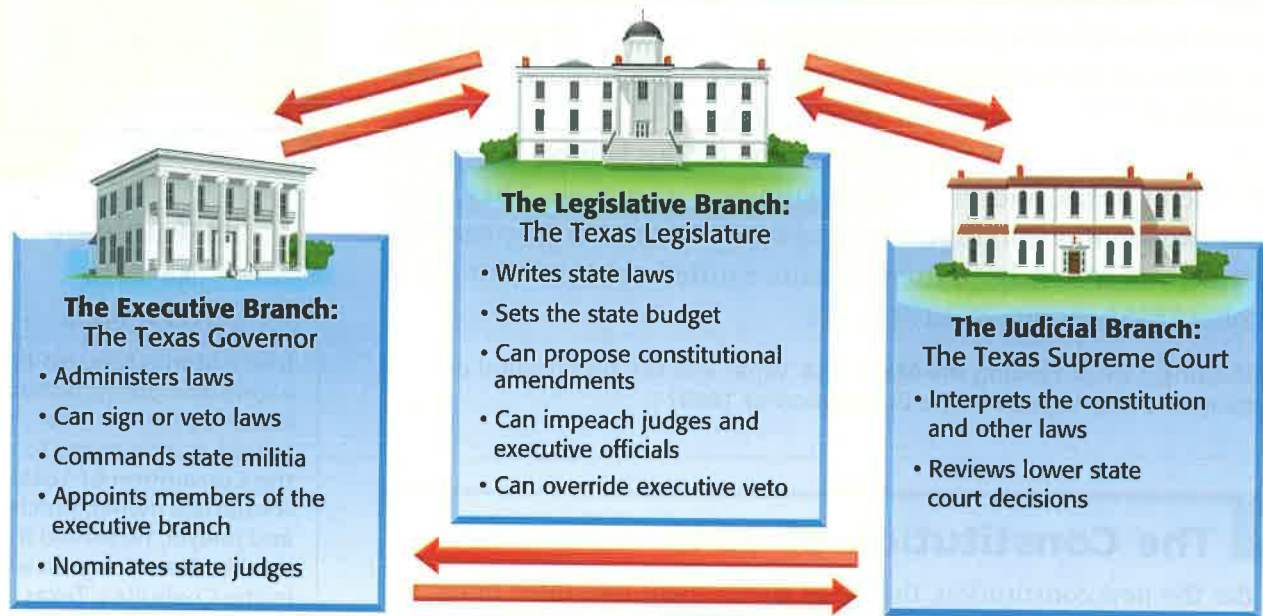 The Executive Branch:
The Texas Governor
• Administers laws
• Can sign or veto laws
• Commands state militia
• Appoints members of the
executive branch
• Nominates state judges
The Legislative Branch:
The Texas Legislature
• Writes state laws
• Sets the state budget
• Can propose constitutional
amendments
• Can impeach judges and
executive officials
• Can override executive veto
The Judicial Branch:
The Texas Supreme Court
• Interprets the constitution
and other laws
• Reviews lower state
court decisions